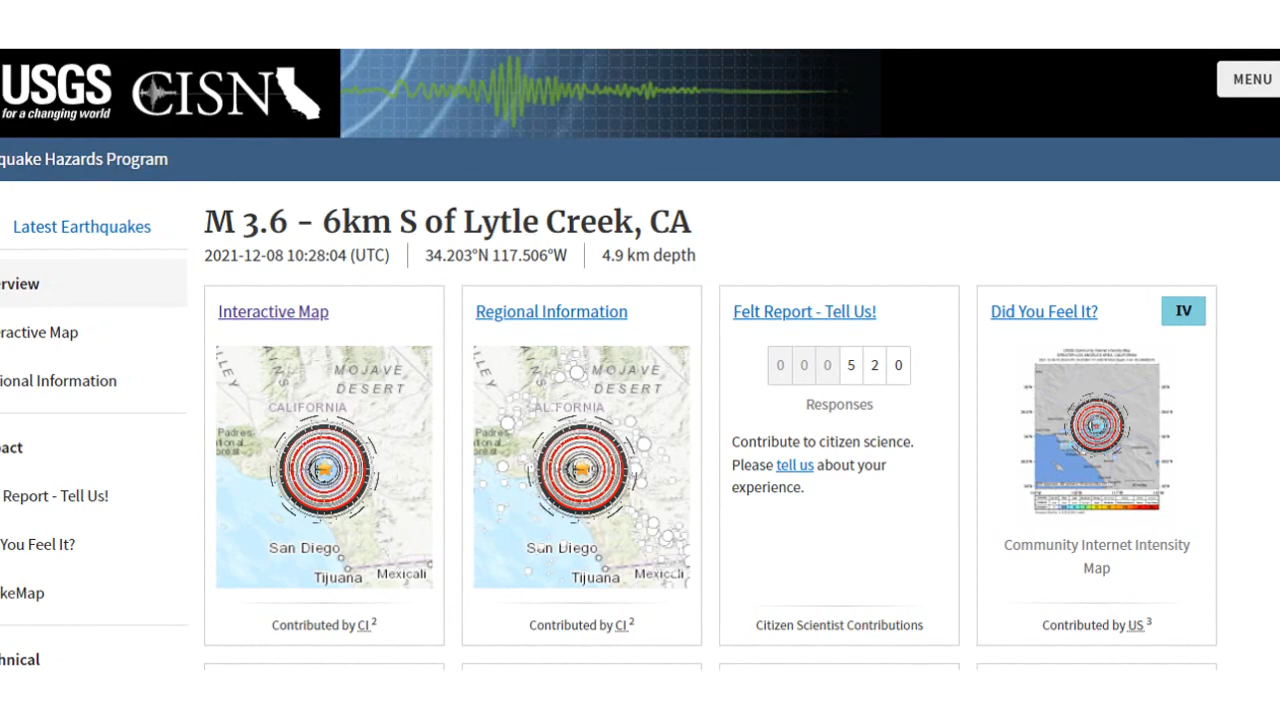 USGS
for a changing world
CISN
MENU
quake Hazards Program
Latest Earthquakes
rview
ractive Map
ional Information
pact
Report - Tell Us!
You Feel It?
keMap
hnical
M 3.6 - 6km S of Lytle Creek, CA
2021-12-08 10:28:04 (UTC)
34.203°N 117.506°W
4.9 km depth
Interactive Map
MOJAVE
DESERT
CALIFORNIA
Padres
San Diego
Tijuana
Mexicali
Contributed by CI 2
Regional Information
MOJAVE
DESERT
Padres
San Diego
Tijuana
Mexicali
Contributed by CI 2
Felt Report - Tell Us!
0 0 0 5 2 0
Responses
Contribute to citizen science.
Please tell us about your
experience.
Citizen Scientist Contributions
Did You Feel It?
IV
Community Internet Intensity
Map
Contributed by US 3